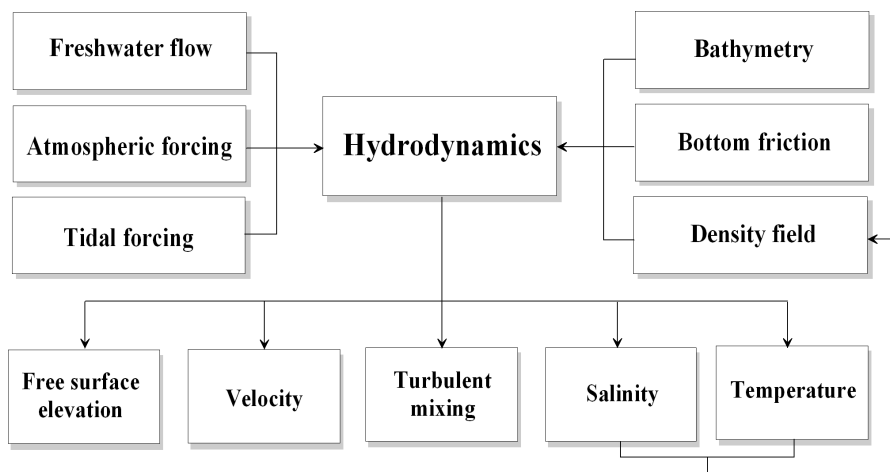 Freshwater flow
Atmospheric forcing
Tidal forcing
Hydrodynamics
Bathymetry
Bottom friction
Density field
Free surface
elevation
Velocity
Turbulent
mixing
Salinity
Temperature